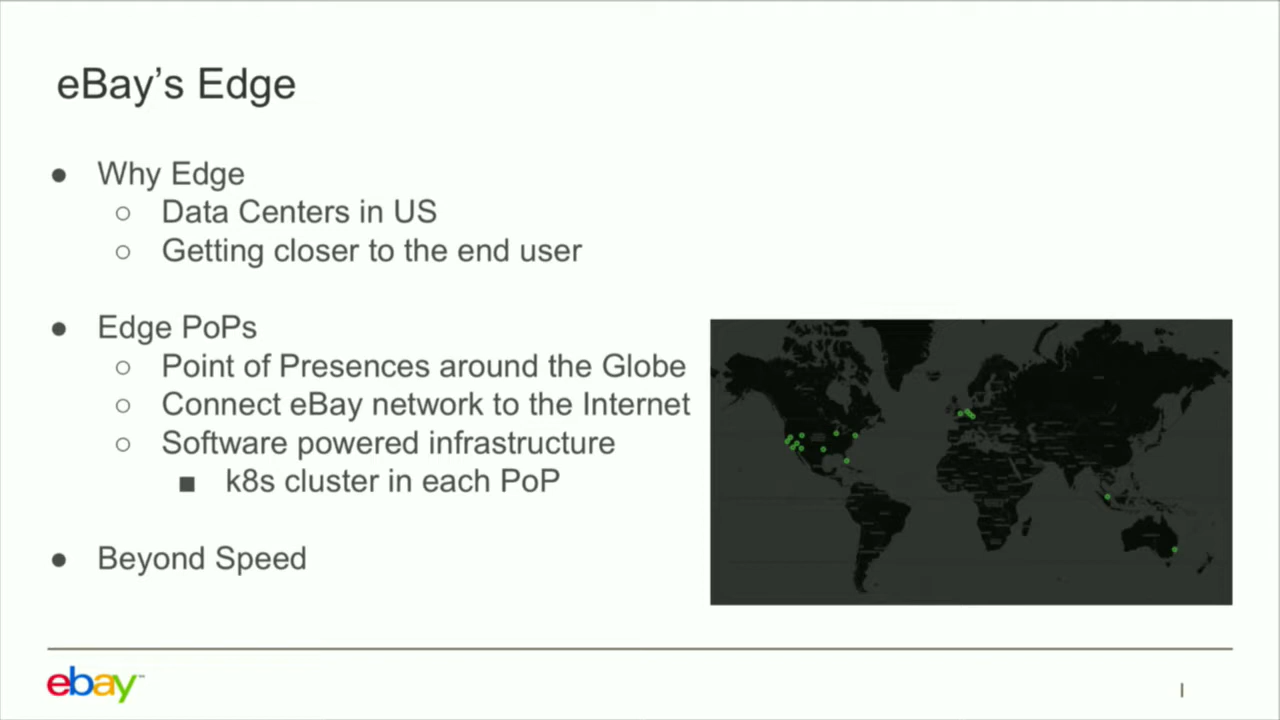 eBay’s Edge
● Why Edge
○ Data Centers in US
○ Getting closer to the end user
● Edge PoPs
○ Point of Presences around the Globe
○ Connect eBay network to the Internet
○ Software powered infrastructure
■ k8s cluster in each PoP
● Beyond Speed
ebay™